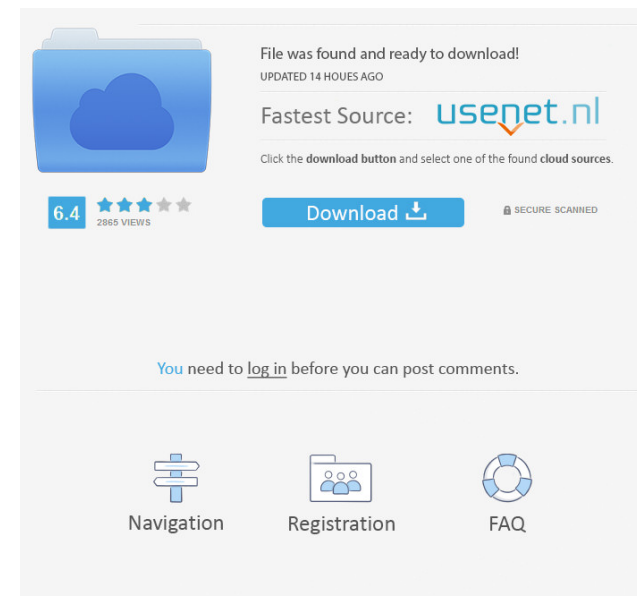 File was found and ready to download!
UPDATED 14 HOUES AGO
Fastest Source: usenet.nl
Click the download button and select one of the found cloud sources.
6.4
2865 VIEWS
Download
SECURE SCANNED
You need to log in before you can post comments.
Navigation
Registration
FAQ